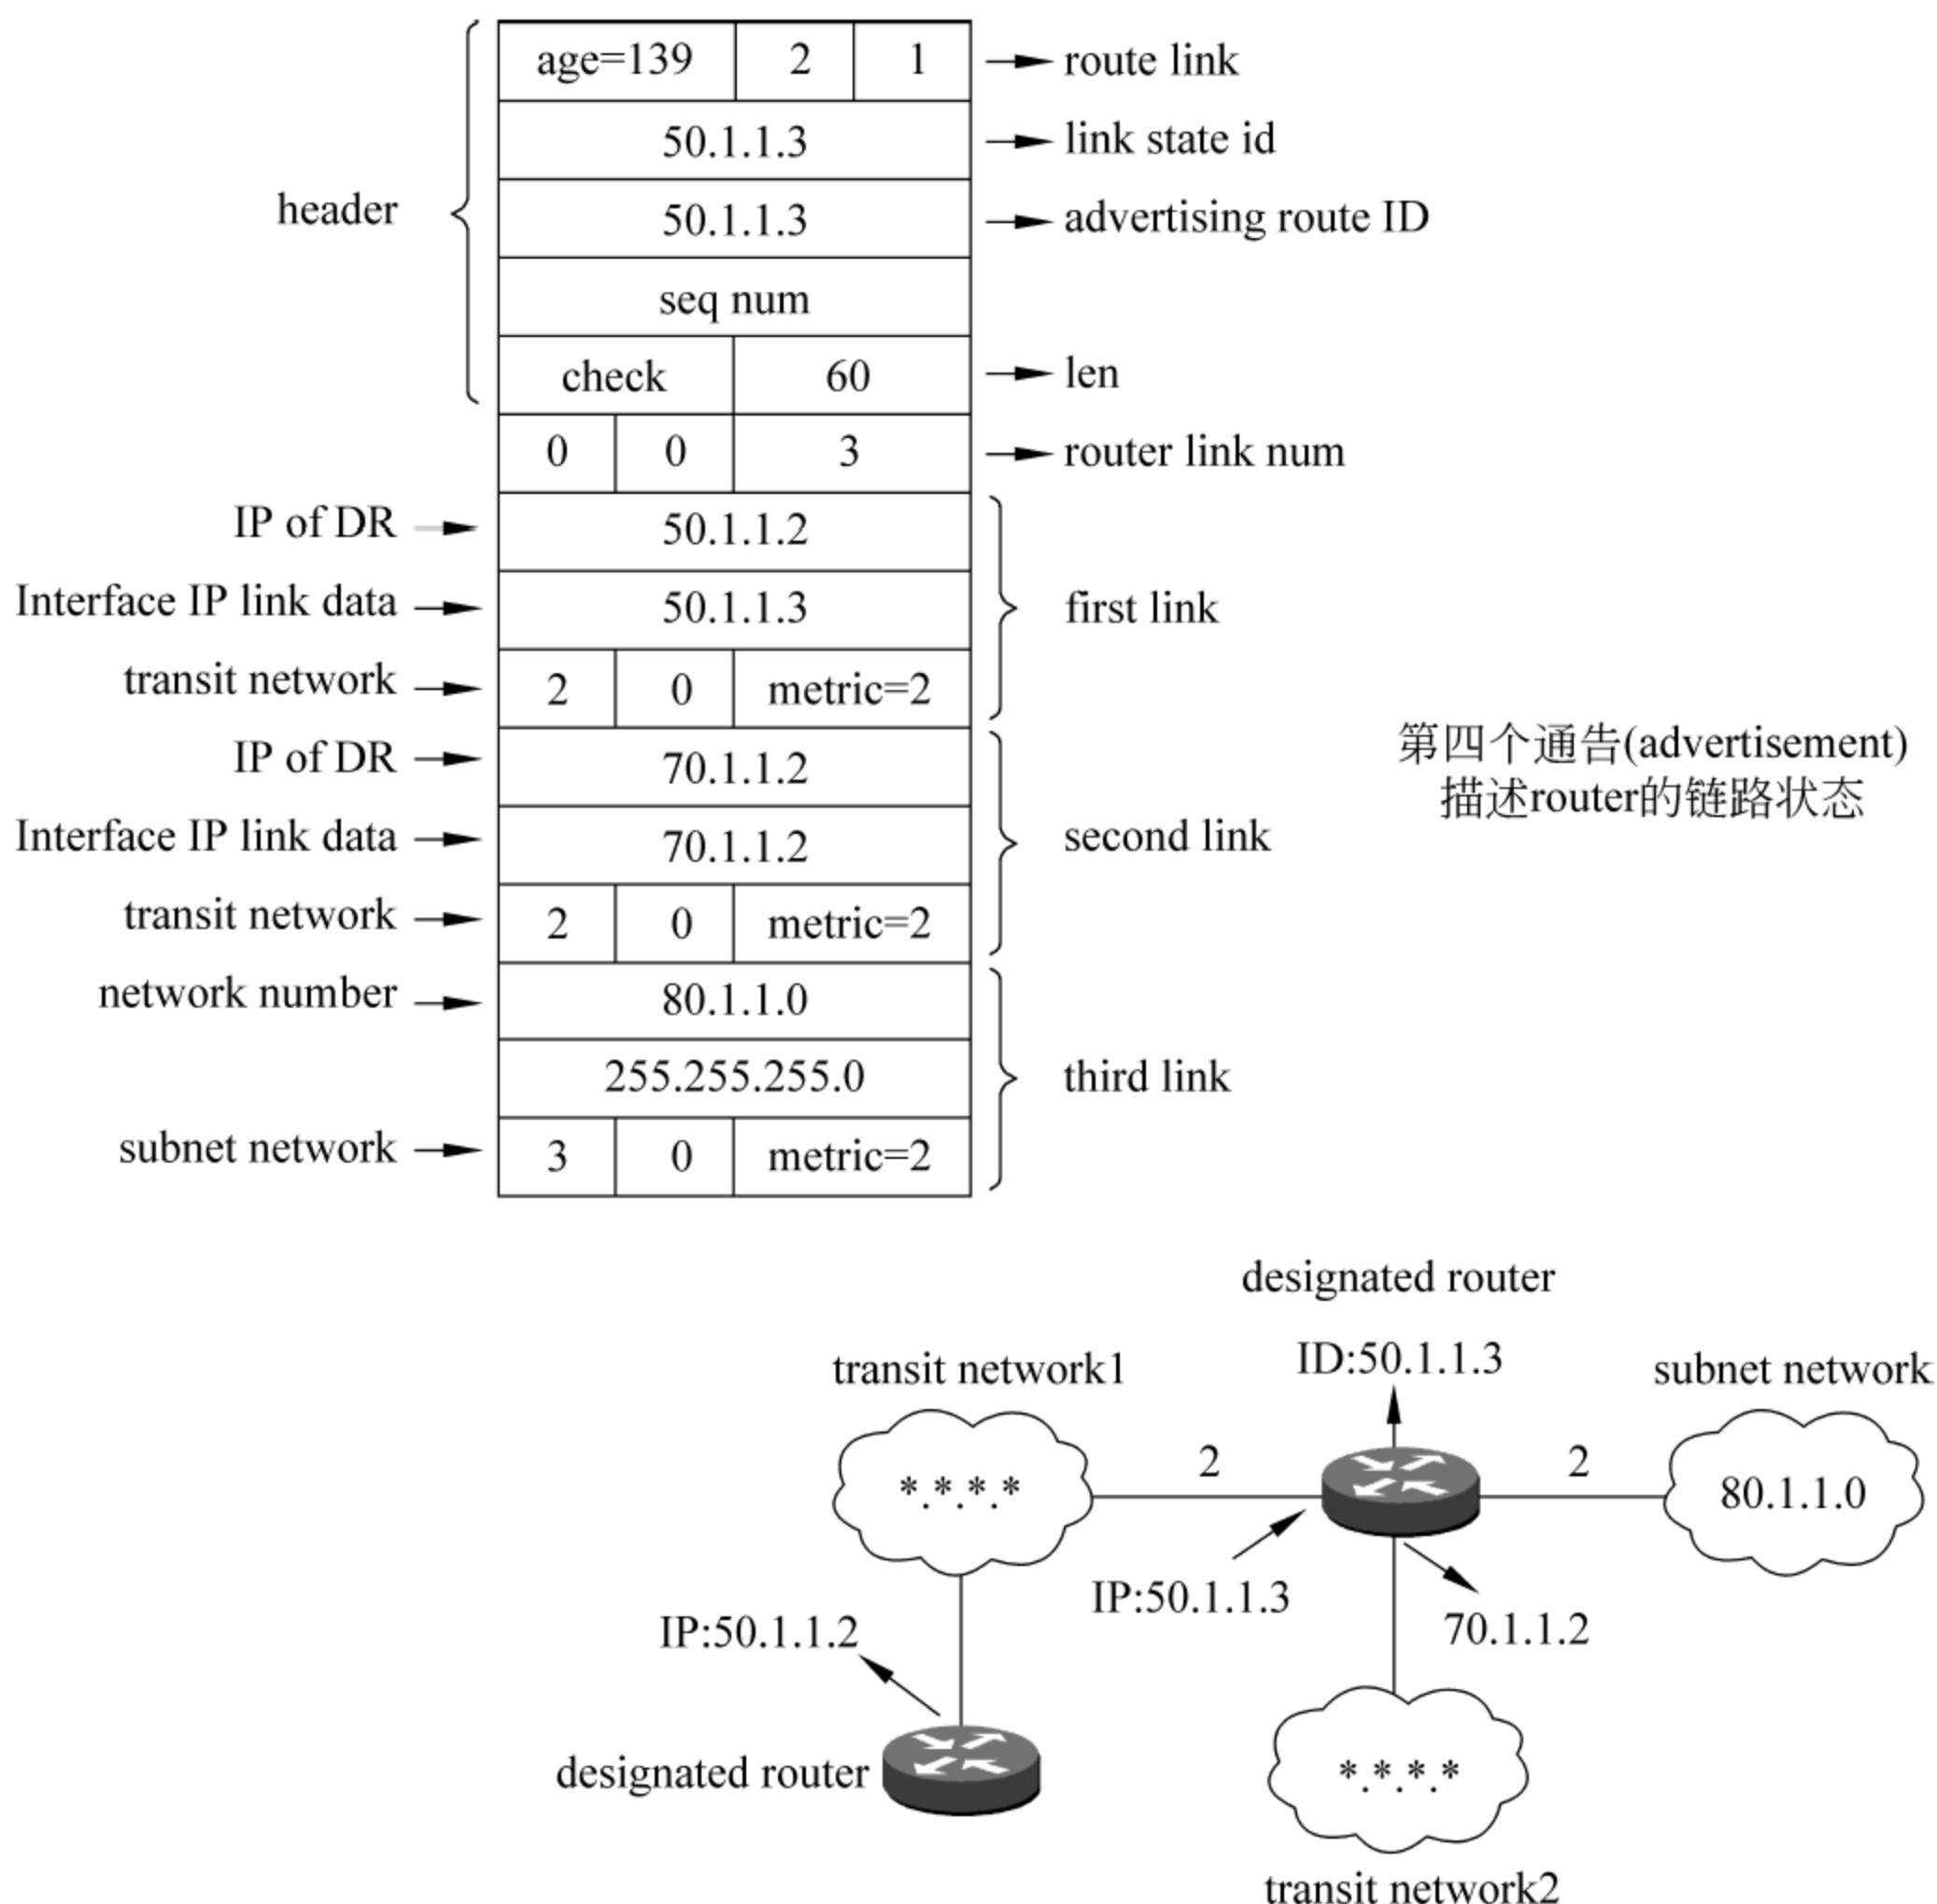 age=139 2 1 route link
50.1.1.3 link state id
header
50.1.1.3 advertising route ID
seq num
check 60 len
0 0 3 router link num
IP of DR 50.1.1.2
Interface IP link data 50.1.1.3 first link
transit network 2 0 metric=2
IP of DR 70.1.1.2
Interface IP link data 70.1.1.2 second link
transit network 2 0 metric=2
第四个通告(advertisement)
描述router的链路状态
network number 80.1.1.0
255.255.255.0 third link
subnet network 3 0 metric=2
designated router
transit network1 ID:50.1.1.3 subnet network
2 2
*.*.*.* 80.1.1.0
IP:50.1.1.3
IP:50.1.1.2 70.1.1.2
designated router *.*.*.*
transit network2